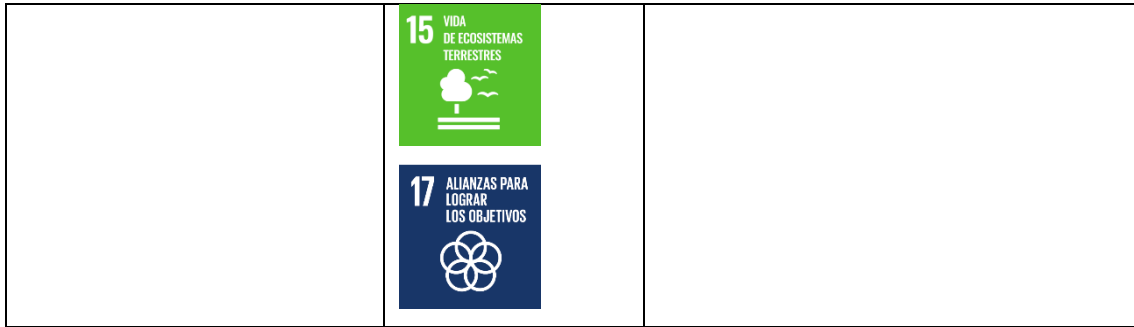 15 VIDA
DE ECOSISTEMAS
TERRESTRES
17 ALIANZAS PARA
LOGRAR
LOS OBJETIVOS